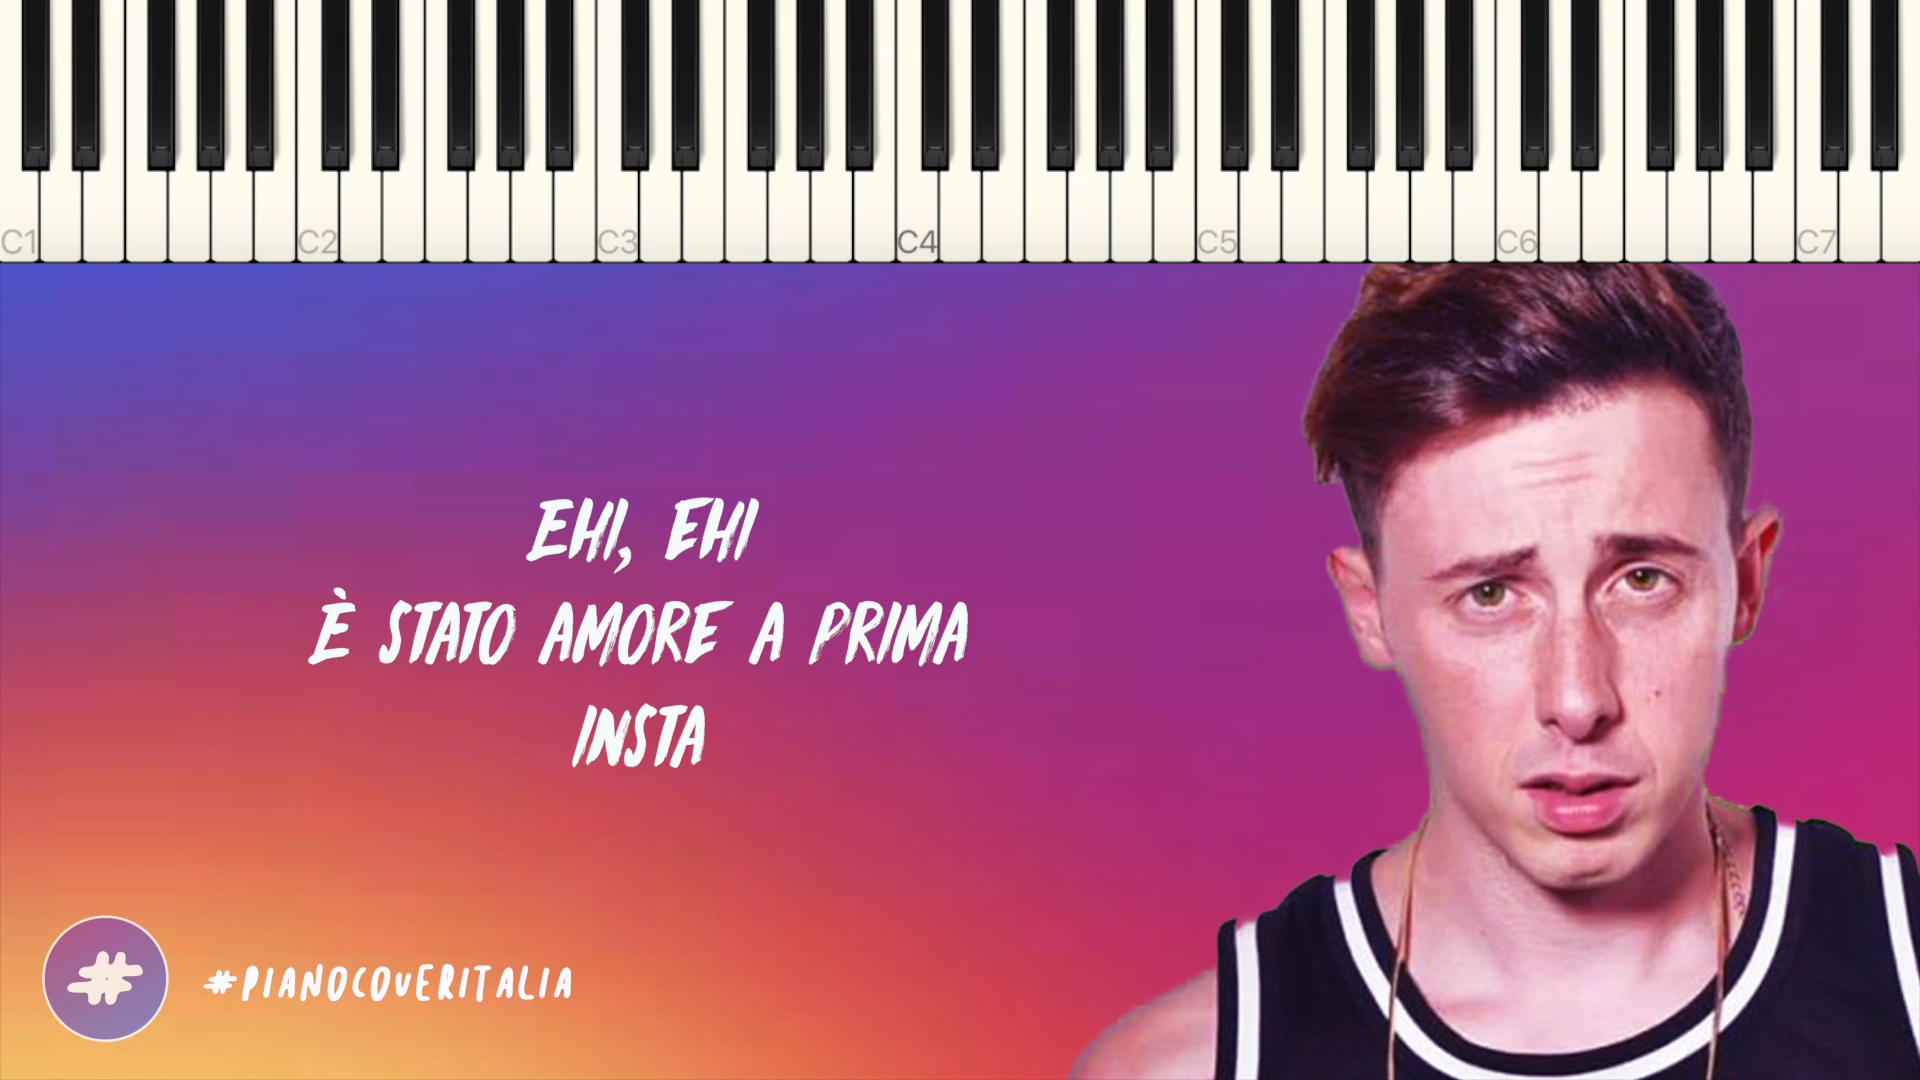 C1 C2 C3 C4 C5 C6 C7
EHI, EHI
È STATO AMORE A PRIMA
INSTA
#
#PIANOCOVERITALIA